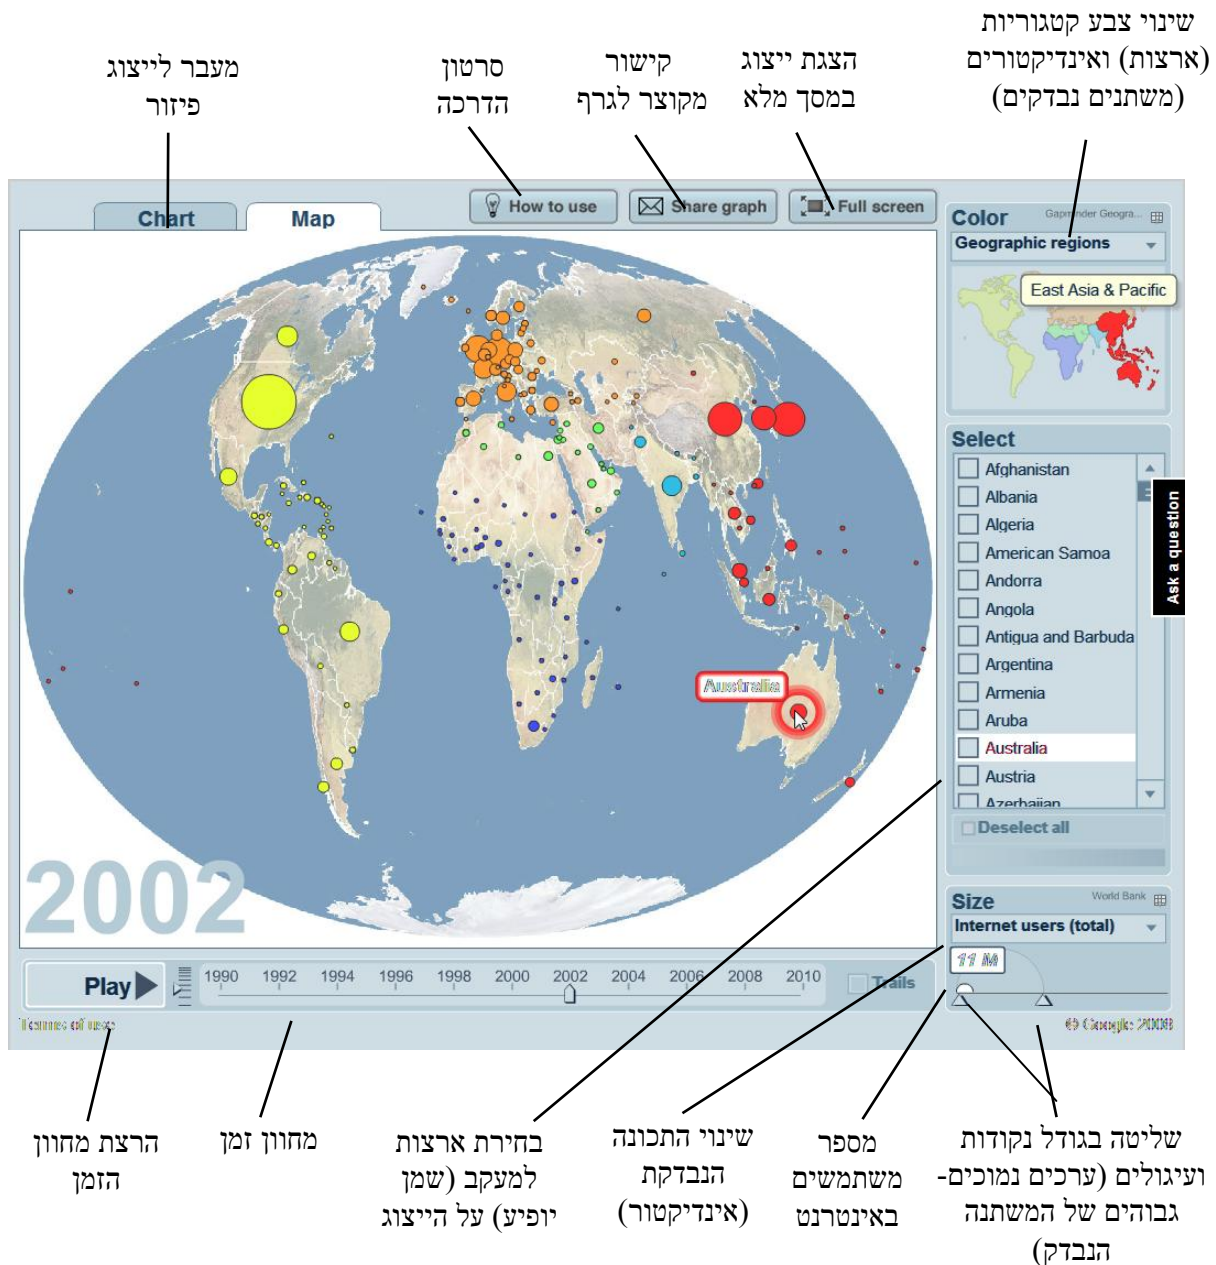 מעבר לייצוג
פיזור
סרטון
הדרכה
קישור
מקוצר לגרף
הצגת ייצוג
במסך מלא
שינוי צבע קטגוריות
(ארצות) ואינדיקטורים
(משתנים נבדקים)
Chart
Map
How to use
Share graph
Full screen
Color
Gapminder Geogra...
Geographic regions
East Asia & Pacific
Select
Afghanistan
Albania
Algeria
American Samoa
Andorra
Angola
Antigua and Barbuda
Argentina
Armenia
Aruba
Australia
Austria
Azerbaijan
Deselect all
Ask a question
Australia
2002
Size
World Bank
Internet users (total)
11 M
Play
1990 1992 1994 1996 1998 2000 2002 2004 2006 2008 2010
Trails
Terms of use
© Google 2008
הרצת מחוון
הזמן
מחוון זמן
בחירת ארצות
למעקב (שמן
יופיע) על הייצוג
שינוי התכונה
הנבדקת
(אינדיקטור)
מספר
משתמשים
באינטרנט
שליטה בגודל נקודות
ועיגולים (ערכים נמוכים-
גבוהים של המשתנה
הנבדק)